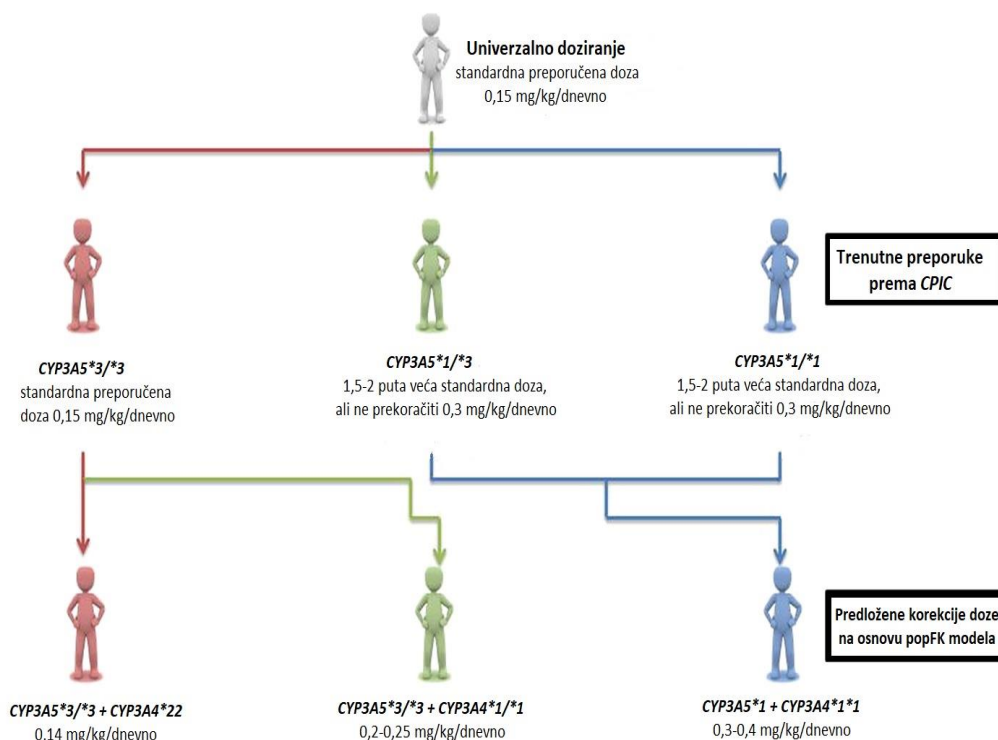 Univerzalno doziranje
standardna preporučena doza
0,15 mg/kg/dnevno
Trenutne preporuke
prema CPIC
CYP3A5*3/*3
standardna preporučena
doza 0,15 mg/kg/dnevno
CYP3A5*1/*3
1,5-2 puta veća standardna doza,
ali ne prekoračiti 0,3 mg/kg/dnevno
CYP3A5*1/*1
1,5-2 puta veća standardna doza,
ali ne prekoračiti 0,3 mg/kg/dnevno
Predložene korekcije doze
na osnovu popFK modela
CYP3A5*3/*3 + CYP3A4*22
0,14 mg/kg/dnevno
CYP3A5*3/*3 + CYP3A4*1/*1
0,2-0,25 mg/kg/dnevno
CYP3A5*1 + CYP3A4*1*1
0,3-0,4 mg/kg/dnevno